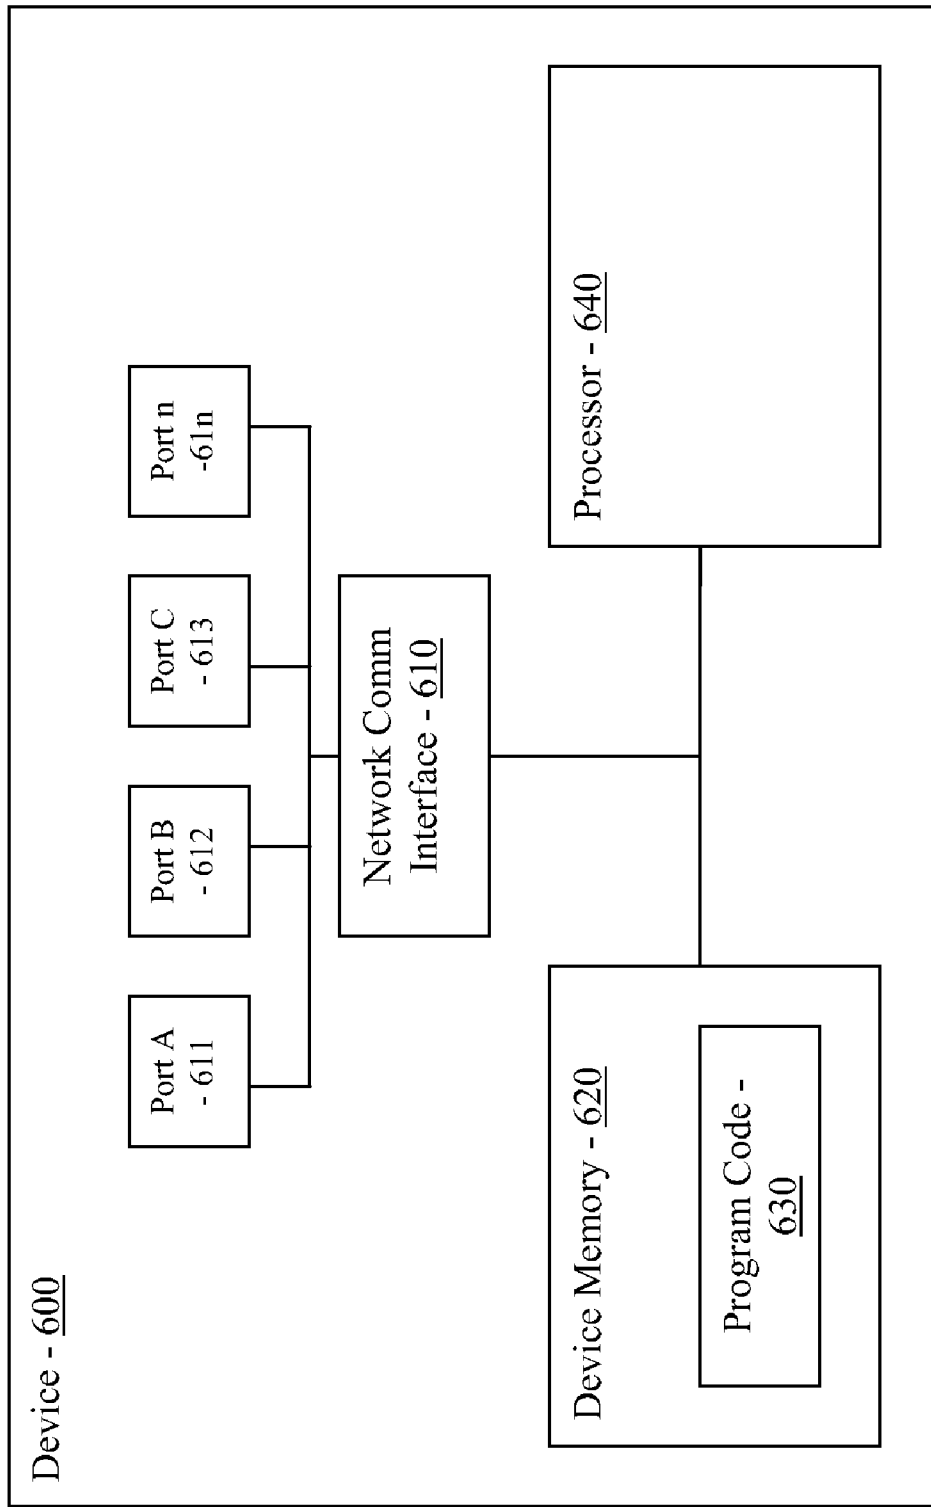 Device - 600
Port A
- 611
Port B
- 612
Port C
- 613
Port n
-61n
Network Comm
Interface - 610
Device Memory - 620
Program Code -
630
Processor - 640